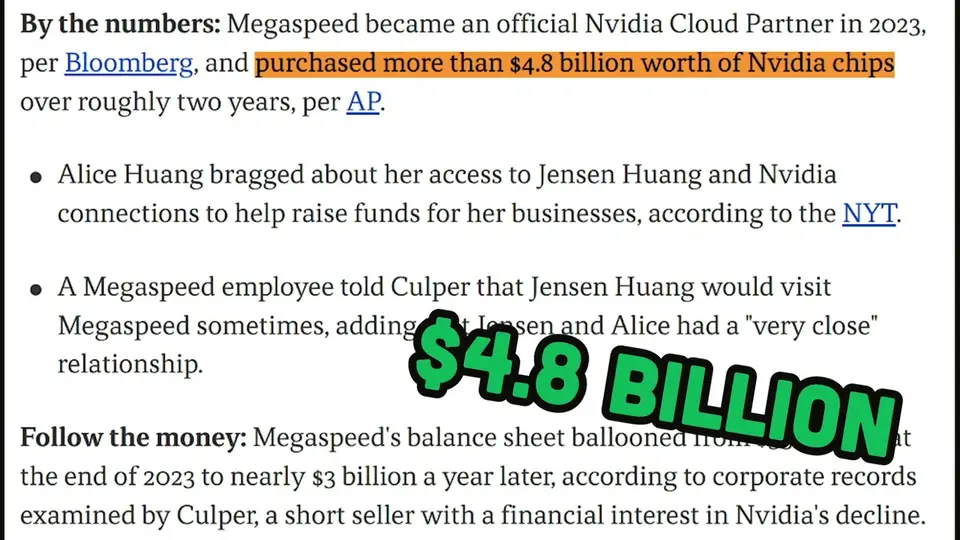 By the numbers: Megaspeed became an official Nvidia Cloud Partner in 2023,
per Bloomberg, and purchased more than $4.8 billion worth of Nvidia chips
over roughly two years, per AP.
• Alice Huang bragged about her access to Jensen Huang and Nvidia
connections to help raise funds for her businesses, according to the NYT.
• A Megaspeed employee told Culper that Jensen Huang would visit
Megaspeed sometimes, adding Jensen and Alice had a "very close"
relationship.
$4.8 BILLION
Follow the money: Megaspeed's balance sheet ballooned from at
the end of 2023 to nearly $3 billion a year later, according to corporate records
examined by Culper, a short seller with a financial interest in Nvidia's decline.